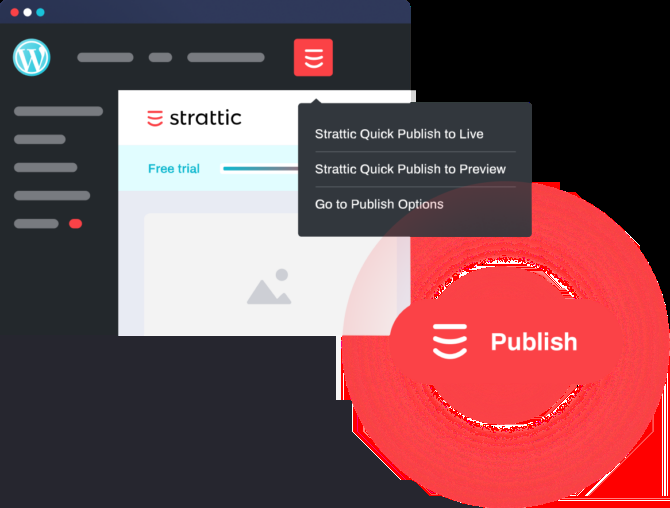 strattic
Strattic Quick Publish to Live
Free trial
Strattic Quick Publish to Preview
Go to Publish Options
Publish